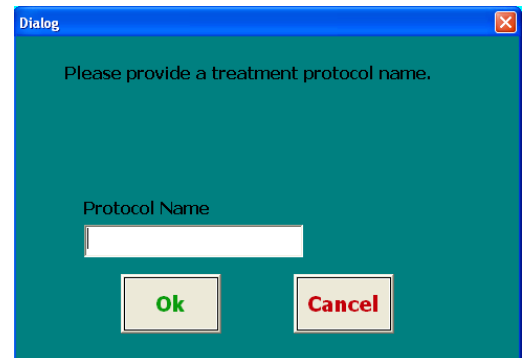 Dialog
Please provide a treatment protocol name.
Protocol Name
Ok
Cancel